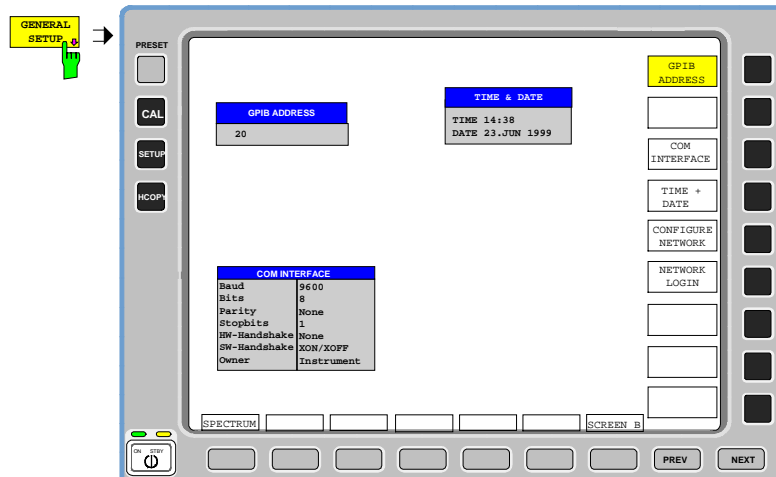 GENERAL
SETUP
PRESET
CAL
SETUP
HCOPY
GPIB ADDRESS
20
TIME & DATE
TIME 14:38
DATE 23.JUN 1999
COM INTERFACE
Baud 9600
Bits 8
Parity None
Stopbits 1
HW-Handshake None
SW-Handshake XON/XOFF
Owner Instrument
GPIB
ADDRESS
COM
INTERFACE
TIME +
DATE
CONFIGURE
NETWORK
NETWORK
LOGIN
SPECTRUM
SCREEN B
ON STBY
PREV
NEXT